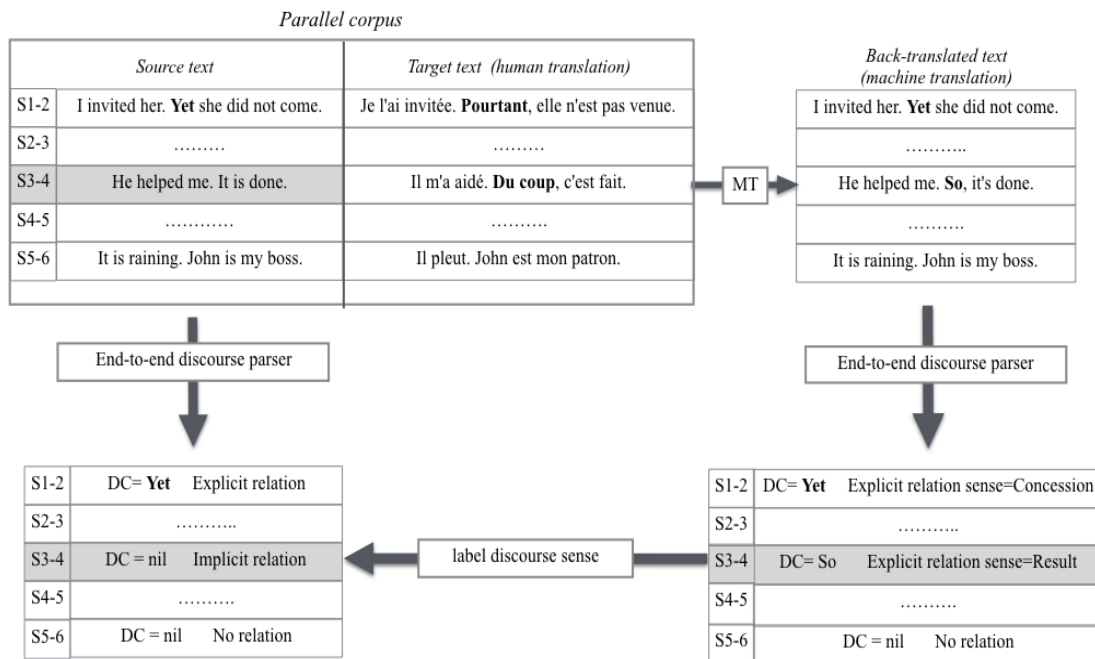 Parallel corpus
Source text
Target text (human translation)
Back-translated text
(machine translation)
S1-2 I invited her. Yet she did not come. Je l'ai invitée. Pourtant, elle n'est pas venue. I invited her. Yet she did not come.
S2-3 ......... ......... ...........
S3-4 He helped me. It is done. Il m'a aidé. Du coup, c'est fait. MT He helped me. So, it's done.
S4-5 ............ .......... ..........
S5-6 It is raining. John is my boss. Il pleut. John est mon patron. It is raining. John is my boss.
End-to-end discourse parser
End-to-end discourse parser
S1-2 DC= Yet Explicit relation
S2-3 ...........
S3-4 DC = nil Implicit relation
S4-5 ..........
S5-6 DC = nil No relation
label discourse sense
S1-2 DC= Yet Explicit relation sense=Concession
S2-3 ...........
S3-4 DC= So Explicit relation sense=Result
S4-5 ..........
S5-6 DC = nil No relation